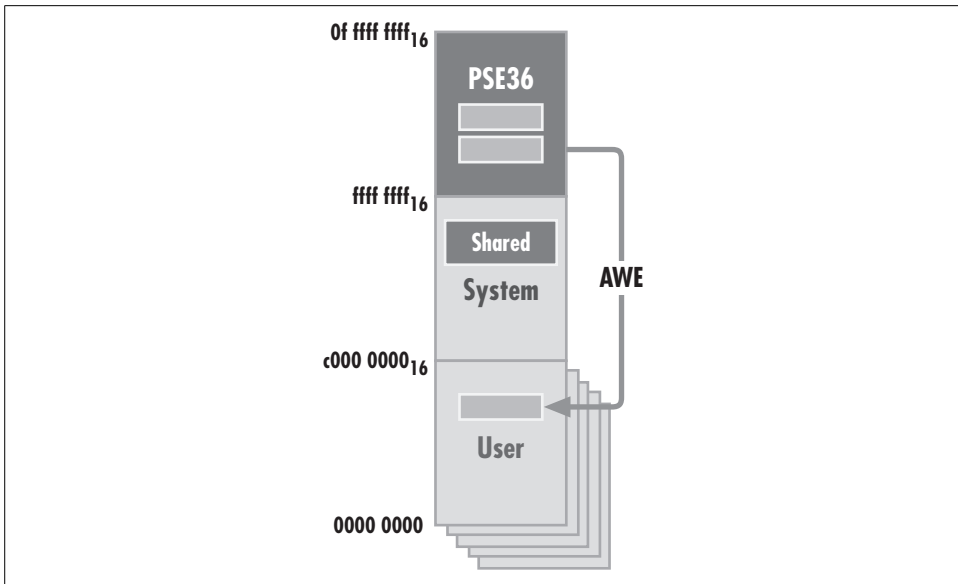 0f ffff ffff16
PSE36
ffff ffff16
Shared
System
AWE
c000 000016
User
0000 0000